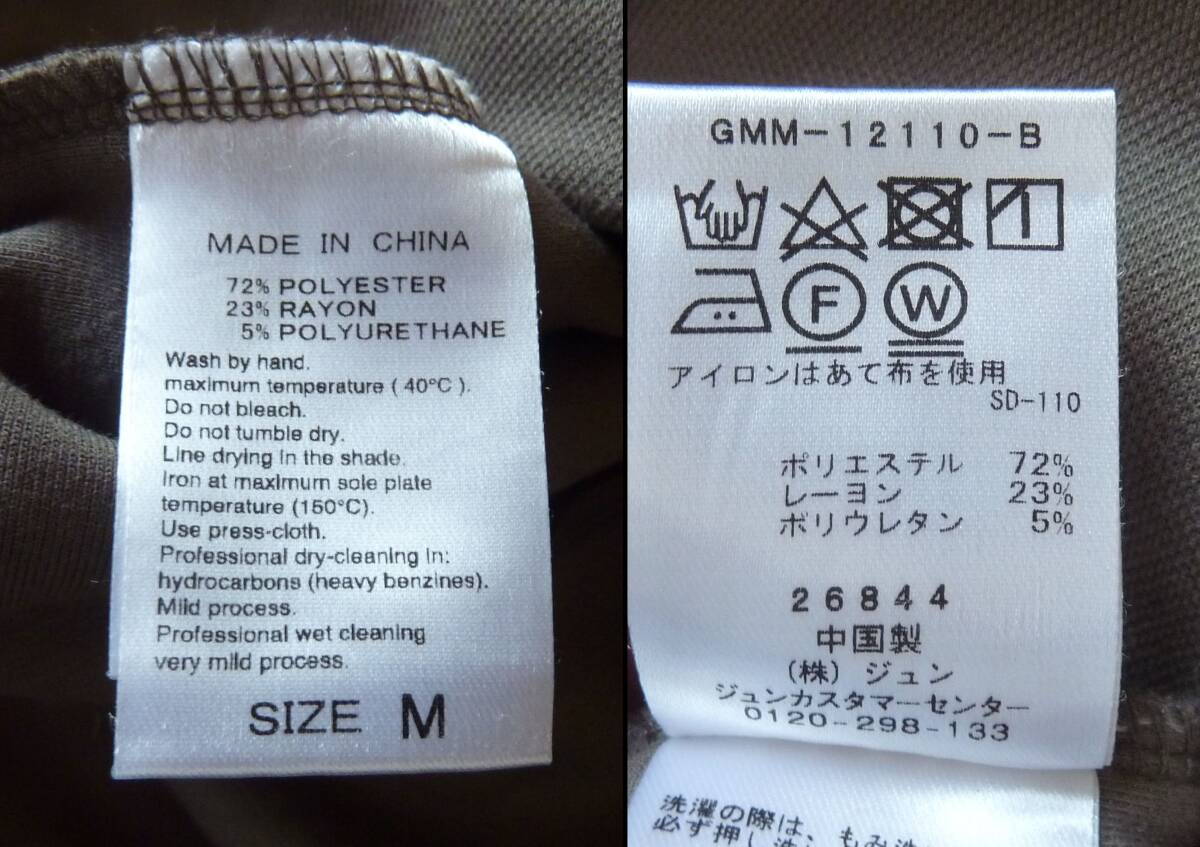 MADE IN CHINA
72% POLYESTER
23% RAYON
5% POLYURETHANE
Wash by hand.
maximum temperature ( 40°C ).
Do not bleach.
Do not tumble dry.
Line drying in the shade.
Iron at maximum sole plate
temperature (150°C).
Use press-cloth.
Professional dry-cleaning in:
hydrocarbons (heavy benzines).
Mild process.
Professional wet cleaning
very mild process.
SIZE M
GMM-12110-B
F W
アイロンはあて布を使用
SD-110
ポリエステル 72%
レーヨン 23%
ポリウレタン 5%
26844
中国製
(株) ジュン
ジュンカスタマーセンター
0120-298-133
洗濯の際は、もみ洗
必ず押し洗